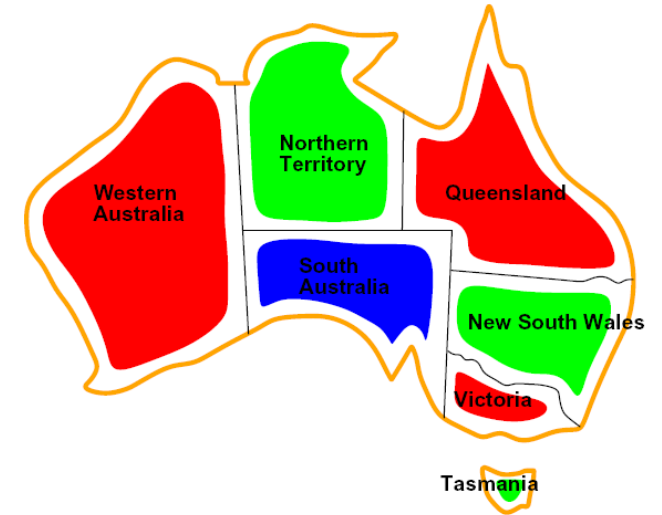 Northern
Territory
Western
Australia
Queensland
South
Australia
New South Wales
Victoria
Tasmania